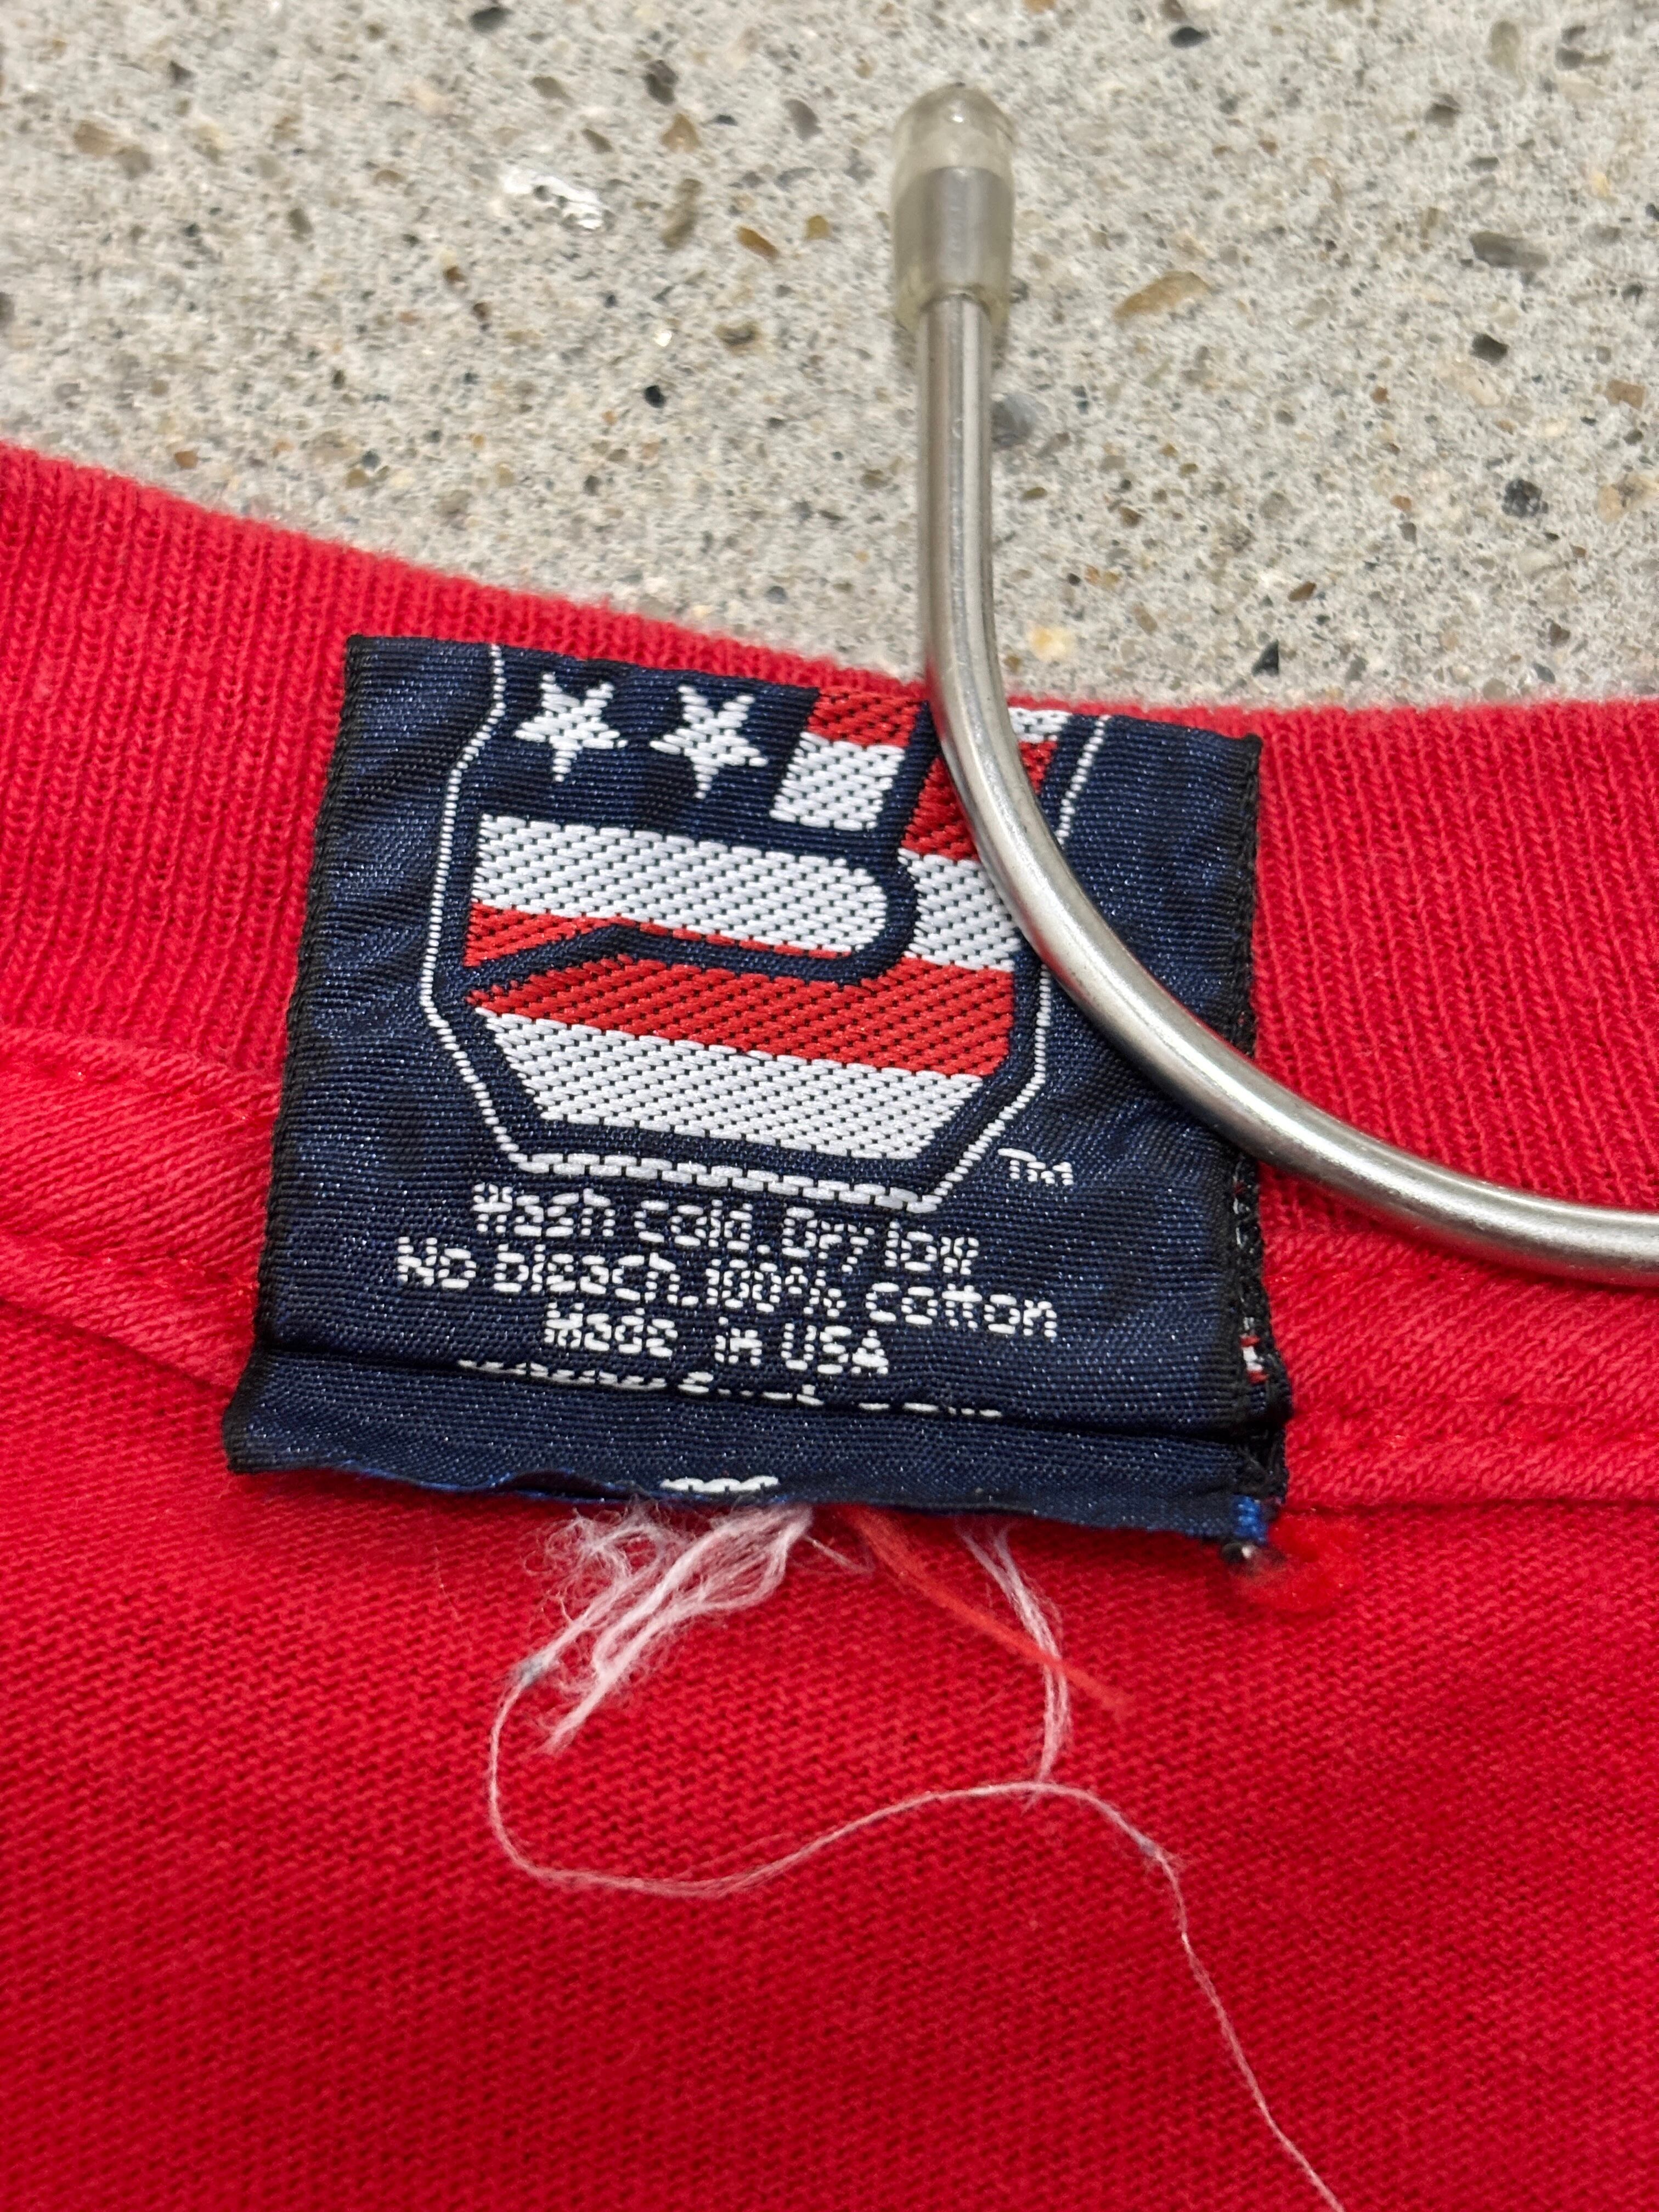 TM
Wash cold. Dry low
No bleach. 100% cotton
Made in USA